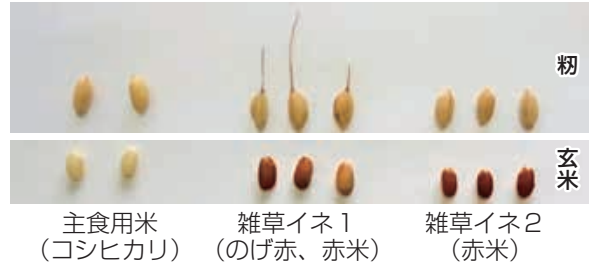 籾
玄米
主食用米
（コシヒカリ）
雑草イネ１
（のげ赤、赤米）
雑草イネ２
（赤米）